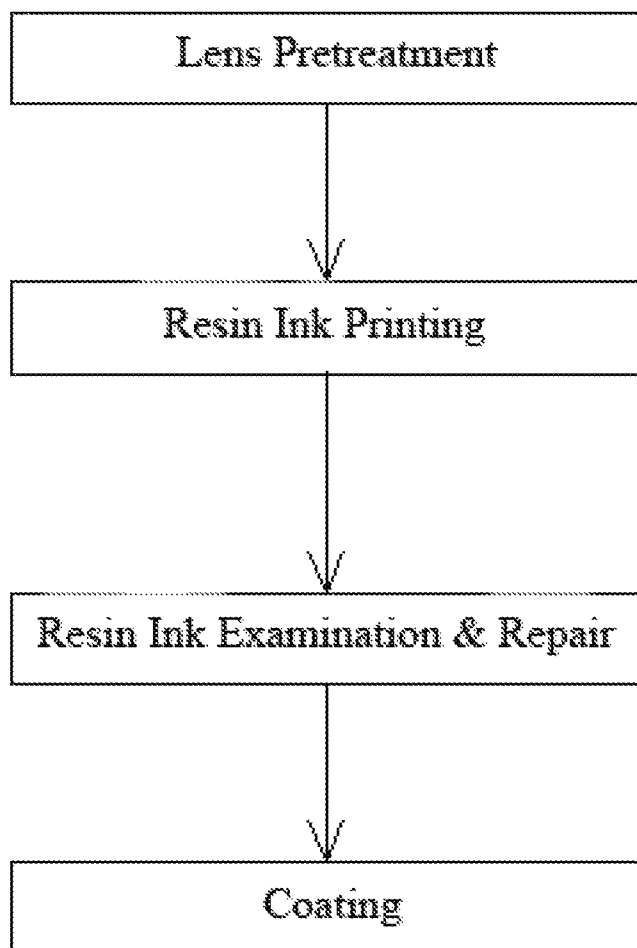 Lens Pretreatment
Resin Ink Printing
Resin Ink Examination & Repair
Coating